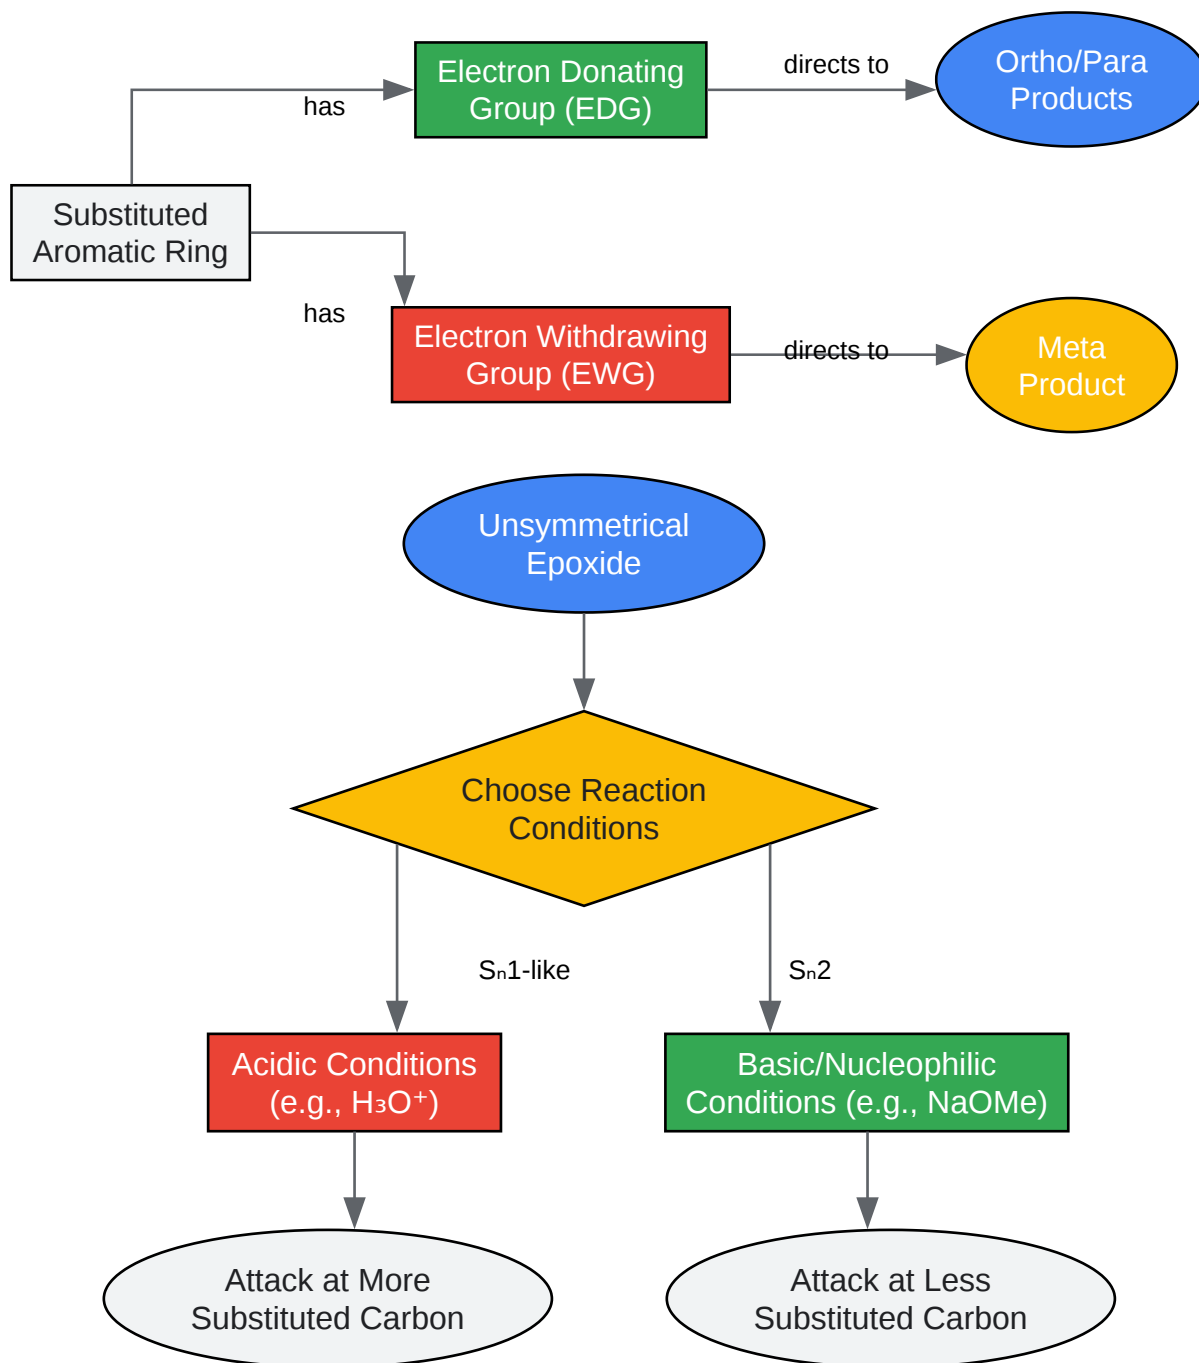 Electron Donating
Group (EDG)
directs to
Ortho/Para
Products
has
Substituted
Aromatic Ring
has
Electron Withdrawing
Group (EWG)
directs to
Meta
Product
Unsymmetrical
Epoxide
Choose Reaction
Conditions
Sₙ1-like
Sₙ2
Acidic Conditions
(e.g., H₃O⁺)
Basic/Nucleophilic
Conditions (e.g., NaOMe)
Attack at More
Substituted Carbon
Attack at Less
Substituted Carbon